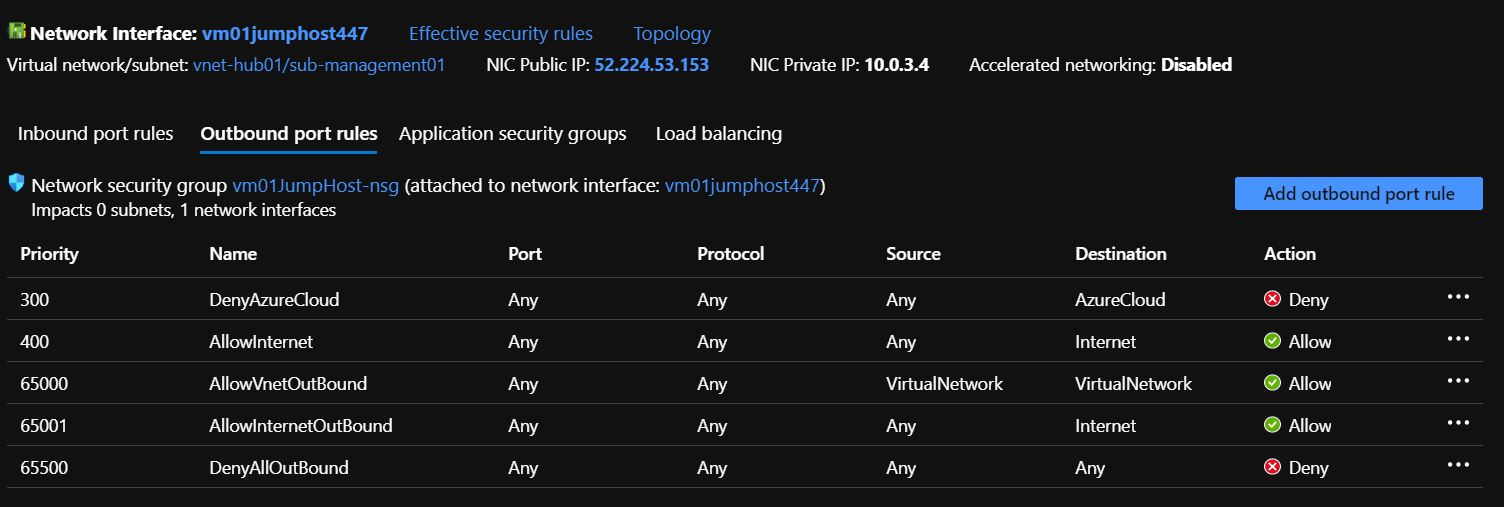 Network Interface: vm01jumphost447 Effective security rules Topology
Virtual network/subnet: vnet-hub01/sub-management01 NIC Public IP: 52.224.53.153 NIC Private IP: 10.0.3.4 Accelerated networking: Disabled
Inbound port rules Outbound port rules Application security groups Load balancing
Network security group vm01JumpHost-nsg (attached to network interface: vm01jumphost447)
Impacts 0 subnets, 1 network interfaces
Add outbound port rule
Priority Name Port Protocol Source Destination Action
300 DenyAzureCloud Any Any Any AzureCloud Deny ...
400 AllowInternet Any Any Any Internet Allow ...
65000 AllowVnetOutBound Any Any VirtualNetwork VirtualNetwork Allow ...
65001 AllowInternetOutBound Any Any Any Internet Allow ...
65500 DenyAllOutBound Any Any Any Any Deny ...